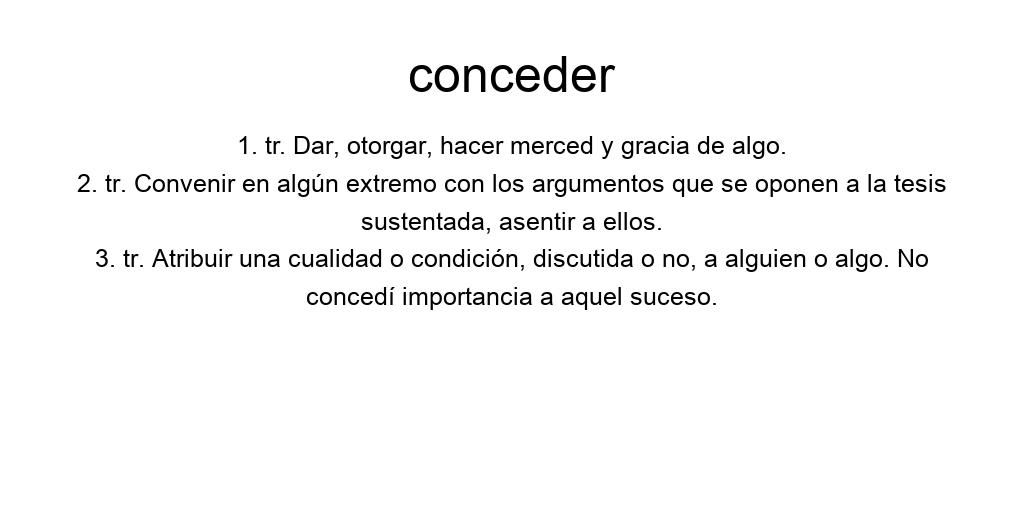 conceder
1. tr. Dar, otorgar, hacer merced y gracia de algo.
2. tr. Convenir en algún extremo con los argumentos que se oponen a la tesis
sustentada, asentir a ellos.
3. tr. Atribuir una cualidad o condición, discutida o no, a alguien o algo. No
concedí importancia a aquel suceso.